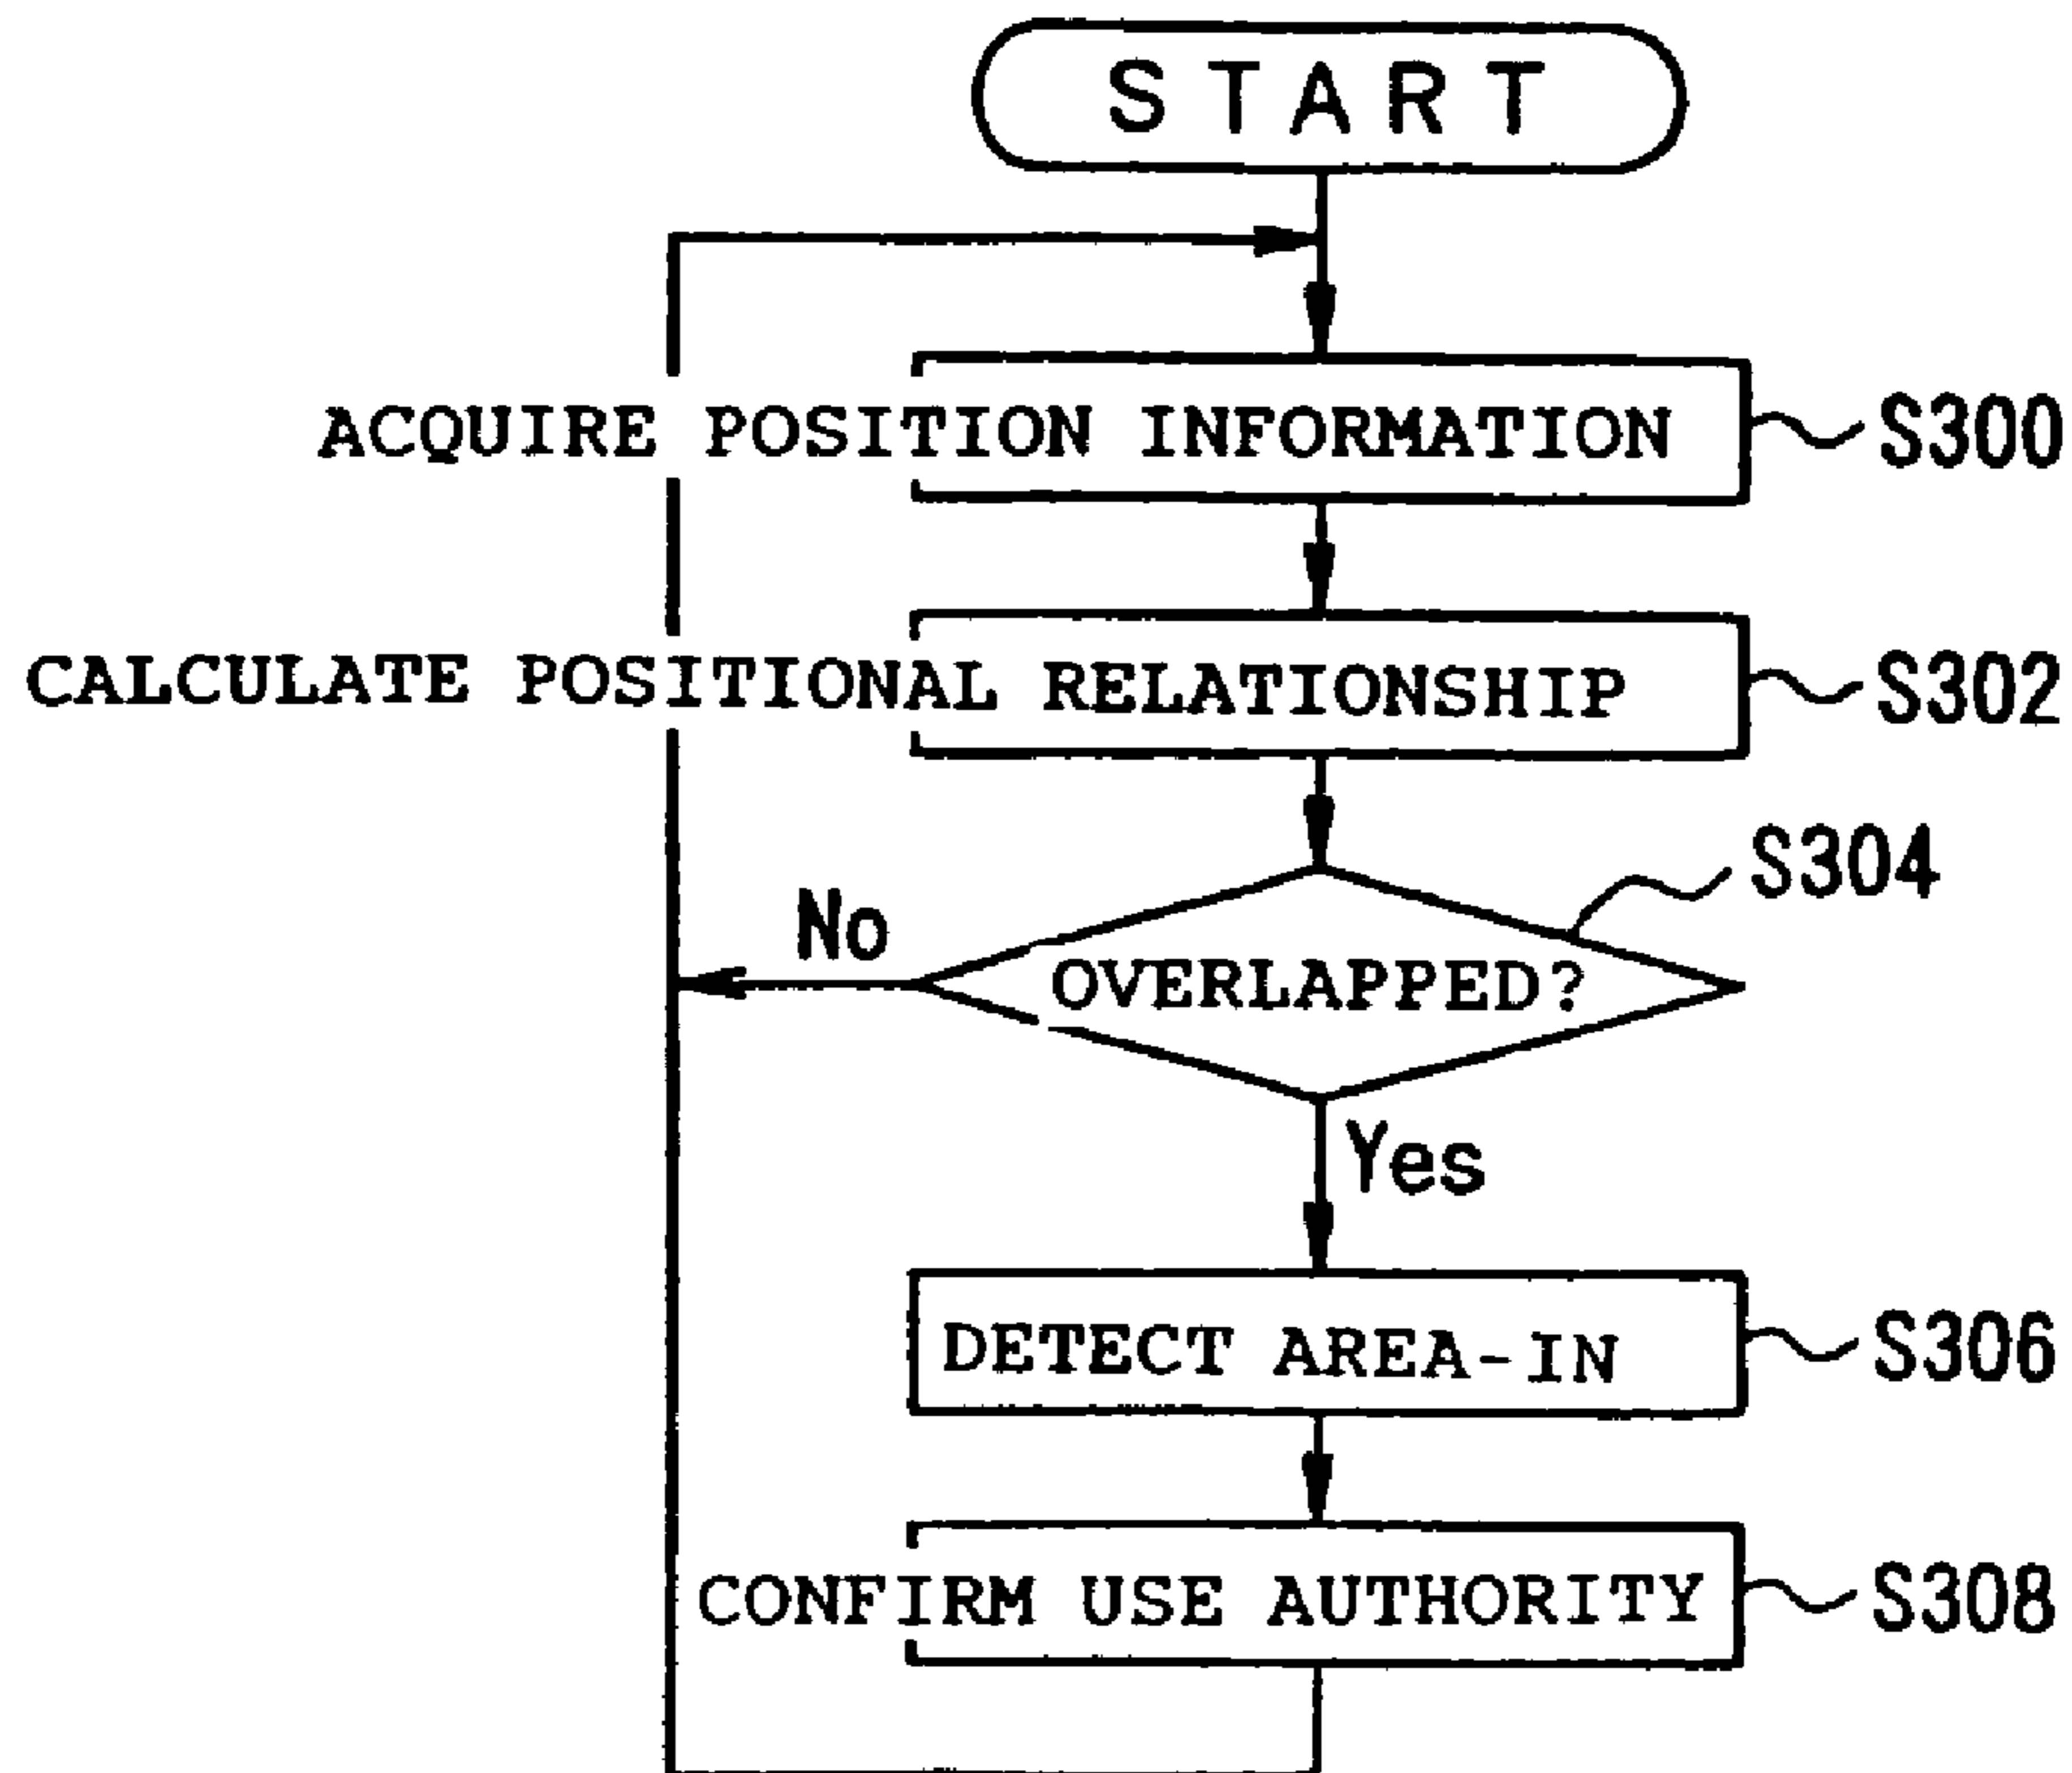 START
ACQUIRE POSITION INFORMATION
S300
CALCULATE POSITIONAL RELATIONSHIP
S302
S304
No
OVERLAPPED?
Yes
DETECT AREA-IN
S306
CONFIRM USE AUTHORITY
S308